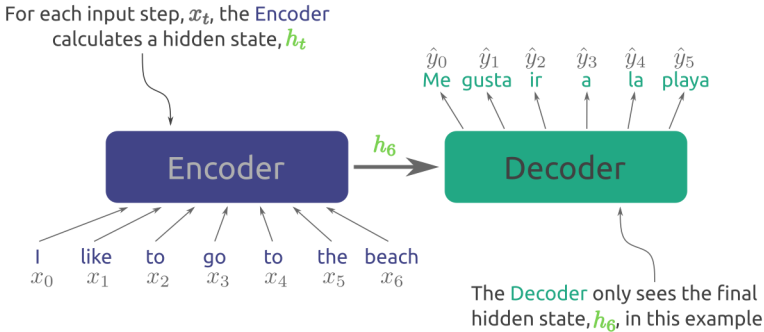 For each input step, xₜ, the Encoder
calculates a hidden state, hₜ
ŷ₀ ŷ₁ ŷ₂ ŷ₃ ŷ₄ ŷ₅
Me gusta ir a la playa
Encoder
h₆
Decoder
I like to go to the beach
x₀ x₁ x₂ x₃ x₄ x₅ x₆
The Decoder only sees the final
hidden state, h₆, in this example